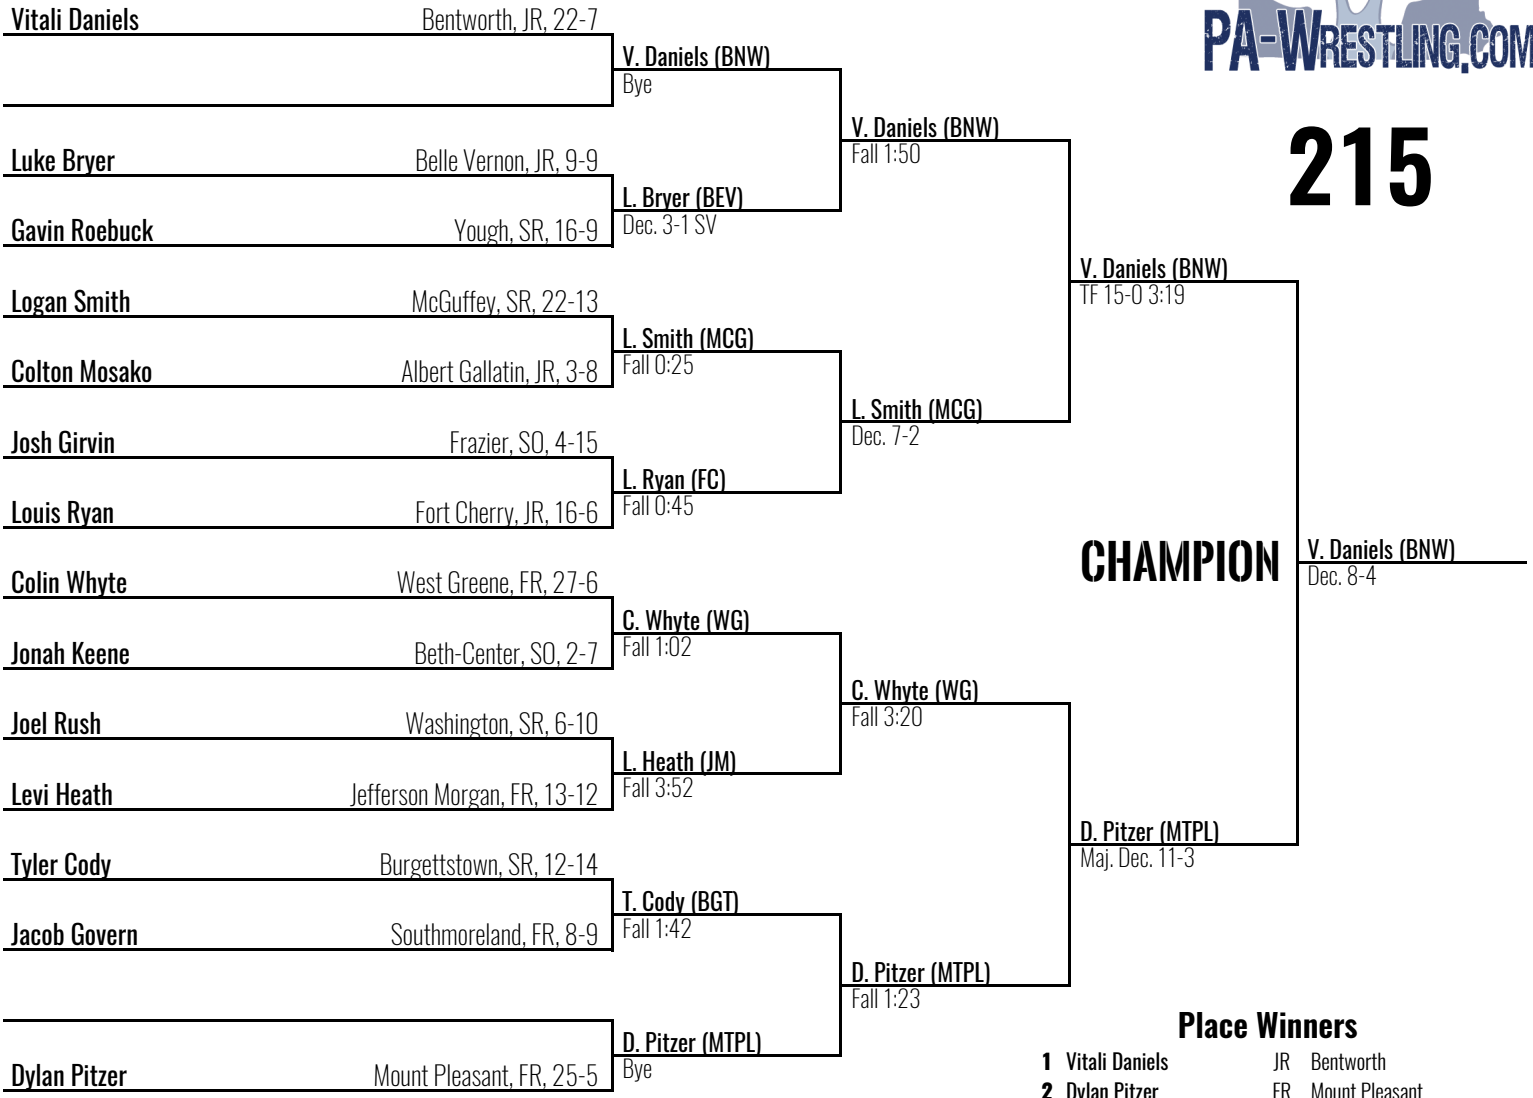 PA-WRESTLING.COM
215
Vitali Daniels Bentworth, JR, 22-7
Luke Bryer Belle Vernon, JR, 9-9
Gavin Roebuck Yough, SR, 16-9
Logan Smith McGuffey, SR, 22-13
Colton Mosako Albert Gallatin, JR, 3-8
Josh Girvin Frazier, SO, 4-15
Louis Ryan Fort Cherry, JR, 16-6
Colin Whyte West Greene, FR, 27-6
Jonah Keene Beth-Center, SO, 2-7
Joel Rush Washington, SR, 6-10
Levi Heath Jefferson Morgan, FR, 13-12
Tyler Cody Burgettstown, SR, 12-14
Jacob Govern Southmoreland, FR, 8-9
Dylan Pitzer Mount Pleasant, FR, 25-5
V. Daniels (BNW)
Bye
L. Bryer (BEV)
Dec. 3-1 SV
L. Smith (MCG)
Fall 0:25
L. Ryan (FC)
Fall 0:45
C. Whyte (WG)
Fall 1:02
L. Heath (JM)
Fall 3:52
T. Cody (BGT)
Fall 1:42
D. Pitzer (MTPL)
Bye
V. Daniels (BNW)
Fall 1:50
L. Smith (MCG)
Dec. 7-2
C. Whyte (WG)
Fall 3:20
D. Pitzer (MTPL)
Fall 1:23
V. Daniels (BNW)
TF 15-0 3:19
D. Pitzer (MTPL)
Maj. Dec. 11-3
CHAMPION
V. Daniels (BNW)
Dec. 8-4
Place Winners
1 Vitali Daniels JR Bentworth
2 Dylan Pitzer FR Mount Pleasant